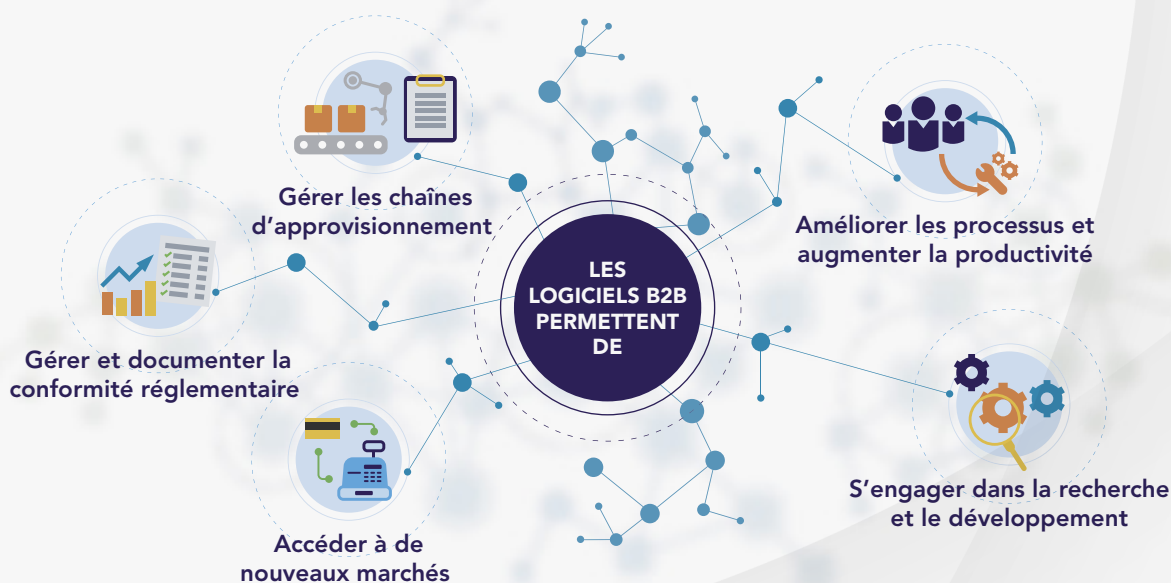 Gérer les chaînes
d'approvisionnement
Améliorer les processus et
augmenter la productivité
LES
LOGICIELS B2B
PERMETTENT
DE
Gérer et documenter la
conformité réglementaire
S'engager dans la recherche
et le développement
Accéder à de
nouveaux marchés